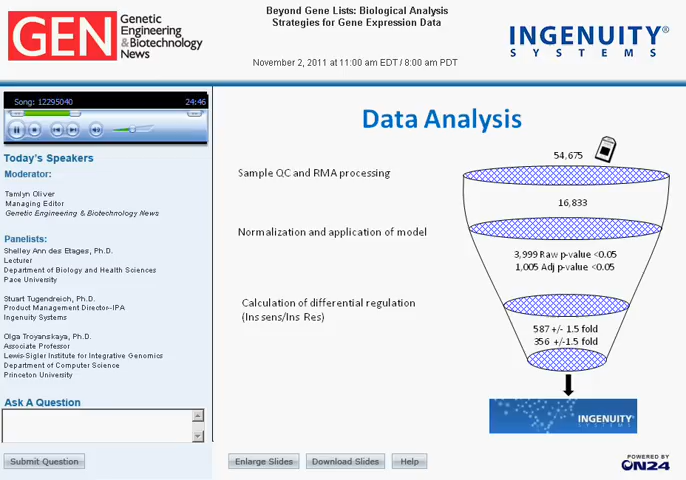 GEN
Genetic
Engineering
& Biotechnology
News
Beyond Gene Lists: Biological Analysis
Strategies for Gene Expression Data
November 2, 2011 at 11:00 am EDT / 8:00 am PDT
INGENUITY®
SYSTEMS
Song: 12295040
24:46
Today's Speakers
Moderator:
Tamlyn Oliver
Managing Editor
Genetic Engineering & Biotechnology News
Panelists:
Shelley Ann des Etages, Ph.D.
Lecturer
Department of Biology and Health Sciences
Pace University
Stuart Tugendreich, Ph.D.
Product Management Director-IPA
Ingenuity Systems
Olga Troyanskaya, Ph.D.
Associate Professor
Lewis-Sigler Institute for Integrative Genomics
Department of Computer Science
Princeton University
Ask A Question
Submit Question
Data Analysis
54,675
Sample QC and RMA processing
16,833
Normalization and application of model
3,999 Raw p-value <0.05
1,005 Adj p-value <0.05
Calculation of differential regulation
(Ins sens/Ins Res)
587 +/- 1.5 fold
356 +/-1.5 fold
INGENUITY
SYSTEMS
Enlarge Slides
Download Slides
Help
POWERED BY
ON24